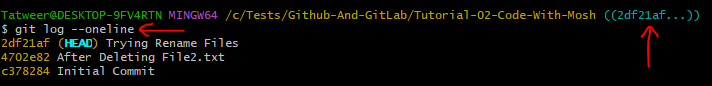 Tatweer@DESKTOP-9FV4RTN MINGW64 /c/Tests/Github-And-GitLab/Tutorial-02-Code-With-Mosh ((2df21af...))
$ git log --oneline
2df21af (HEAD) Trying Rename Files
4702e82 After Deleting File2.txt
c378284 Initial Commit